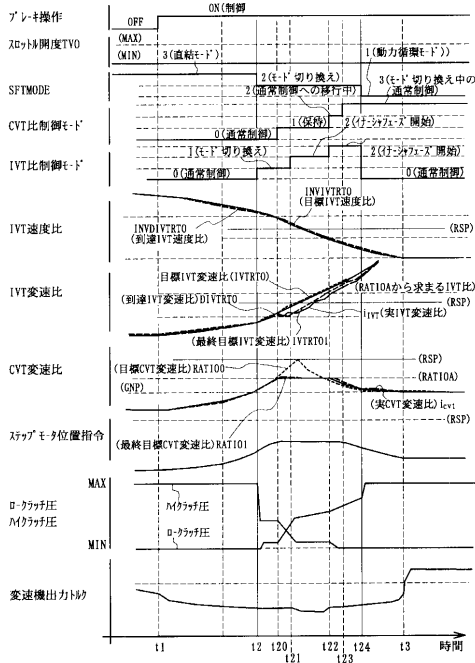 ブレーキ操作
OFF
ON(制御)
スロットル開度TVO
(MAX)
(MIN)
3(直結モード)
1(動力循環モード)
SFTMODE
2(モード切り換え)
2(通常制御への移行中)
3(モード切り換え中の通常制御)
CVT比制御モード
0(通常制御)
1(保持)
IVT比制御モード
0(通常制御)
1(モード切り換え)
2(イナーシャフェーズ開始)
2(イナーシャフェーズ開始)
0(通常制御)
IVT速度比
INVDIVTRTO
(到達IVT速度比)
INVIVTRTO
(目標IVT速度比)
(RSP)
IVT変速比
目標IVT変速比(IVTRTO)
(到達IVT変速比)DIVTRTO
(最終目標IVT変速比)IVTRTO1
(RATIOAから求まるIVT比)
(RSP)
iIVT(実IVT変速比)
CVT変速比
(目標CVT変速比)RATIO0
(GNP)
(RSP)
(RATIOA)
(実CVT変速比)icvt
(最終目標CVT変速比)RATIO1
ステップモータ位置指令
(RSP)
ロークラッチ圧
ハイクラッチ圧
MAX
MIN
ハイクラッチ圧
ロークラッチ圧
変速機出力トルク
t1
t2
t20
t21
t22
t23
t24
t3
時間